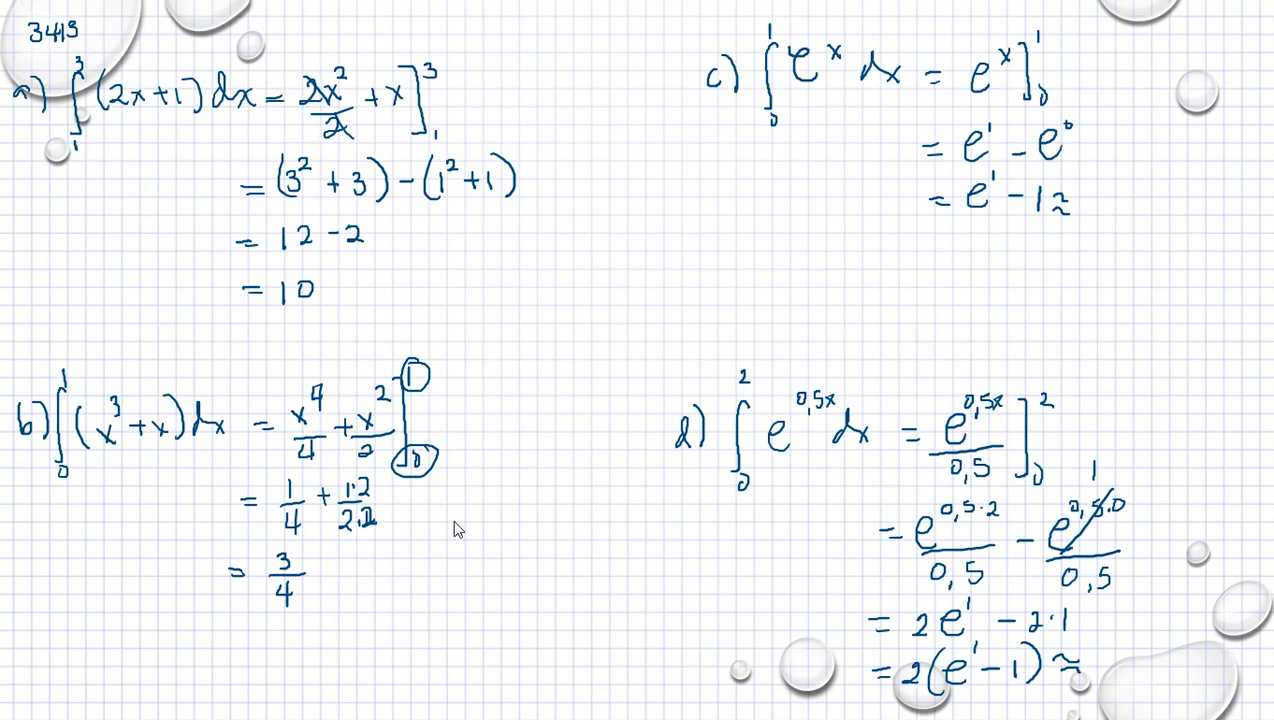 3413
a) ∫₁³ (2x+1) dx = 2x²/2 + x]₁³
= (3² + 3) - (1² + 1)
= 12 - 2
= 10
b) ∫₀¹ (x³ + x) dx = x⁴/4 + x²/2]₀¹
= 1/4 + 1·2/2·2
= 3/4
c) ∫₀¹ eˣ dx = eˣ]₀¹
= e¹ - e⁰
= e¹ - 1 ≈
d) ∫₀² e^0,5x dx = e^0,5x/0,5]₀²
= e^0,5·2/0,5 - e^0,5·0/0,5 1
= 2e¹ - 2·1
= 2(e¹ - 1) ≈